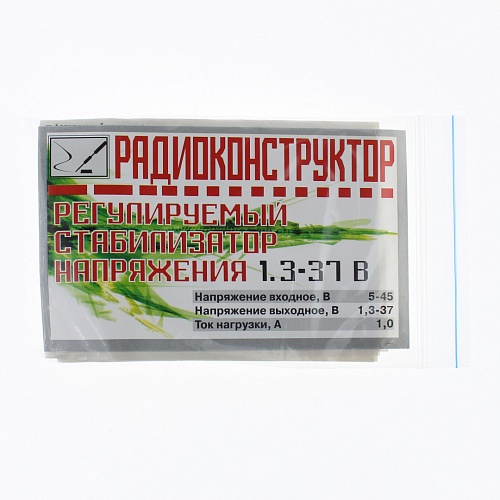 РАДИОКОНСТРУКТОР
РЕГУЛИРУЕМЫЙ
СТАБИЛИЗАТОР
НАПРЯЖЕНИЯ 1.3-37 В
Напряжение входное, В 5-45
Напряжение выходное, В 1,3-37
Ток нагрузки, А 1,0